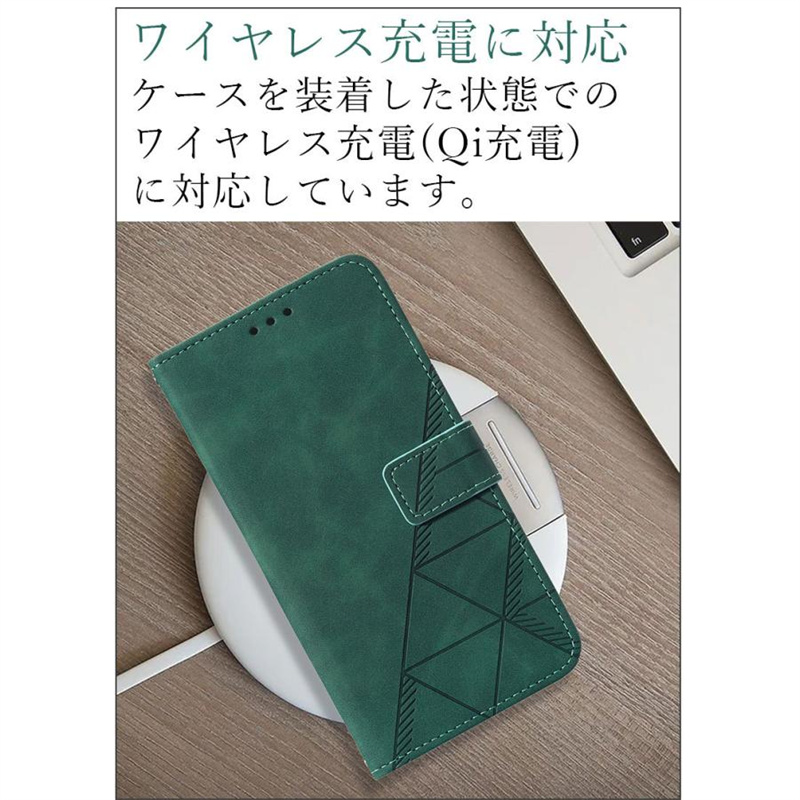 ワイヤレス充電に対応
ケースを装着した状態での
ワイヤレス充電(Qi充電)
に対応しています。
fn